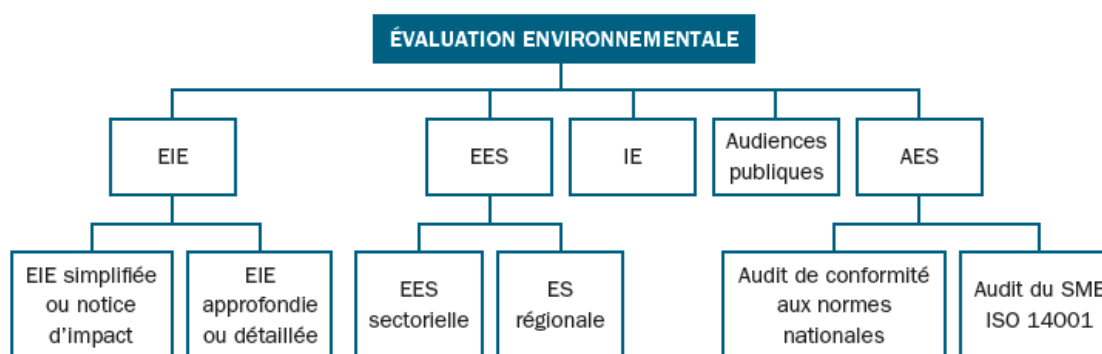 ÉVALUATION ENVIRONNEMENTALE
EIE
EES
IE
Audiences
publiques
AES
EIE simplifiée
ou notice
d'impact
EIE
approfondie
ou détaillée
EES
sectorielle
ES
régionale
Audit de conformité
aux normes
nationales
Audit du SME
ISO 14001